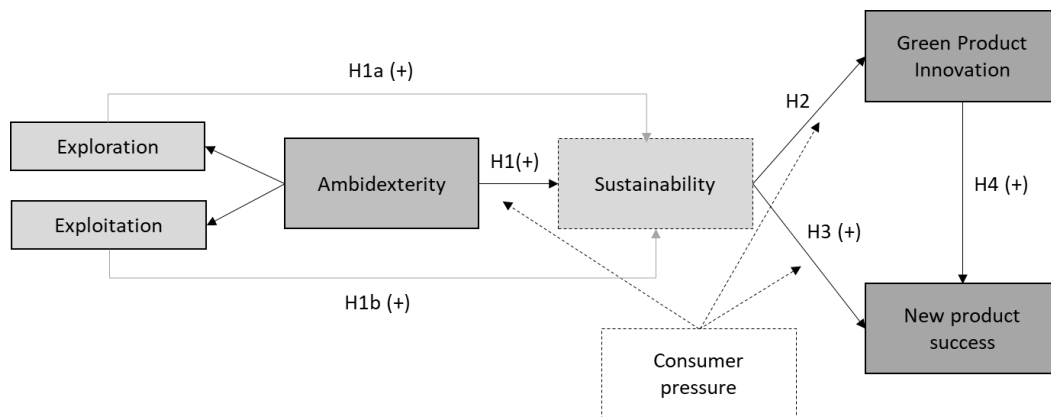 Green Product
Innovation
H1a (+)
H2
Exploration
Ambidexterity
H1(+)
Sustainability
H4 (+)
Exploitation
H3 (+)
H1b (+)
New product
success
Consumer
pressure